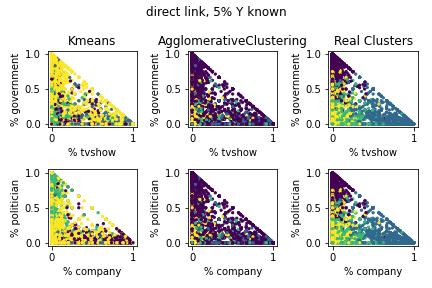 direct link, 5% Y known
Kmeans AgglomerativeClustering Real Clusters
% government % government % government
1.0 1.0 1.0
0.5 0.5 0.5
0.0 0.0 0.0
0 1 0 1 0 1
% tvshow % tvshow % tvshow
% politician % politician % politician
1.0 1.0 1.0
0.5 0.5 0.5
0.0 0.0 0.0
0 1 0 1 0 1
% company % company % company